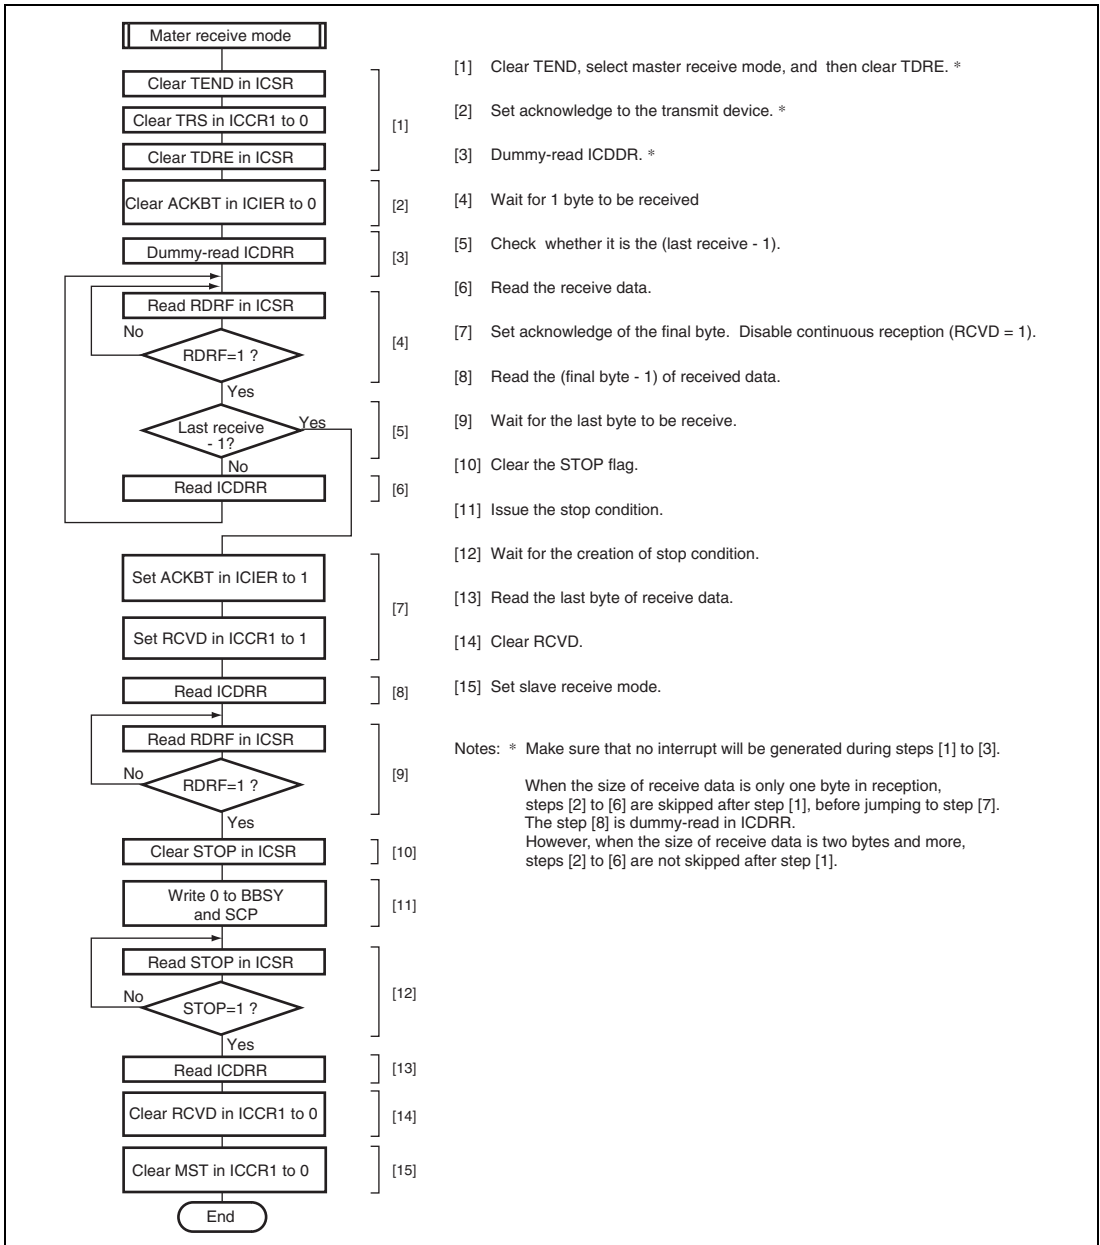 Mater receive mode
Clear TEND in ICSR
Clear TRS in ICCR1 to 0
Clear TDRE in ICSR
[1]
Clear ACKBT in ICIER to 0
[2]
Dummy-read ICDRR
[3]
Read RDRF in ICSR
No
RDRF=1 ?
[4]
Yes
Last receive
- 1?
Yes
[5]
No
Read ICDRR
[6]
Set ACKBT in ICIER to 1
[7]
Set RCVD in ICCR1 to 1
Read ICDRR
[8]
Read RDRF in ICSR
No
RDRF=1 ?
[9]
Yes
Clear STOP in ICSR
[10]
Write 0 to BBSY
and SCP
[11]
Read STOP in ICSR
No
STOP=1 ?
[12]
Yes
Read ICDRR
[13]
Clear RCVD in ICCR1 to 0
[14]
Clear MST in ICCR1 to 0
[15]
End
[1] Clear TEND, select master receive mode, and then clear TDRE. *
[2] Set acknowledge to the transmit device. *
[3] Dummy-read ICDDR. *
[4] Wait for 1 byte to be received
[5] Check whether it is the (last receive - 1).
[6] Read the receive data.
[7] Set acknowledge of the final byte. Disable continuous reception (RCVD = 1).
[8] Read the (final byte - 1) of received data.
[9] Wait for the last byte to be receive.
[10] Clear the STOP flag.
[11] Issue the stop condition.
[12] Wait for the creation of stop condition.
[13] Read the last byte of receive data.
[14] Clear RCVD.
[15] Set slave receive mode.
Notes: * Make sure that no interrupt will be generated during steps [1] to [3].
When the size of receive data is only one byte in reception,
steps [2] to [6] are skipped after step [1], before jumping to step [7].
The step [8] is dummy-read in ICDRR.
However, when the size of receive data is two bytes and more,
steps [2] to [6] are not skipped after step [1].